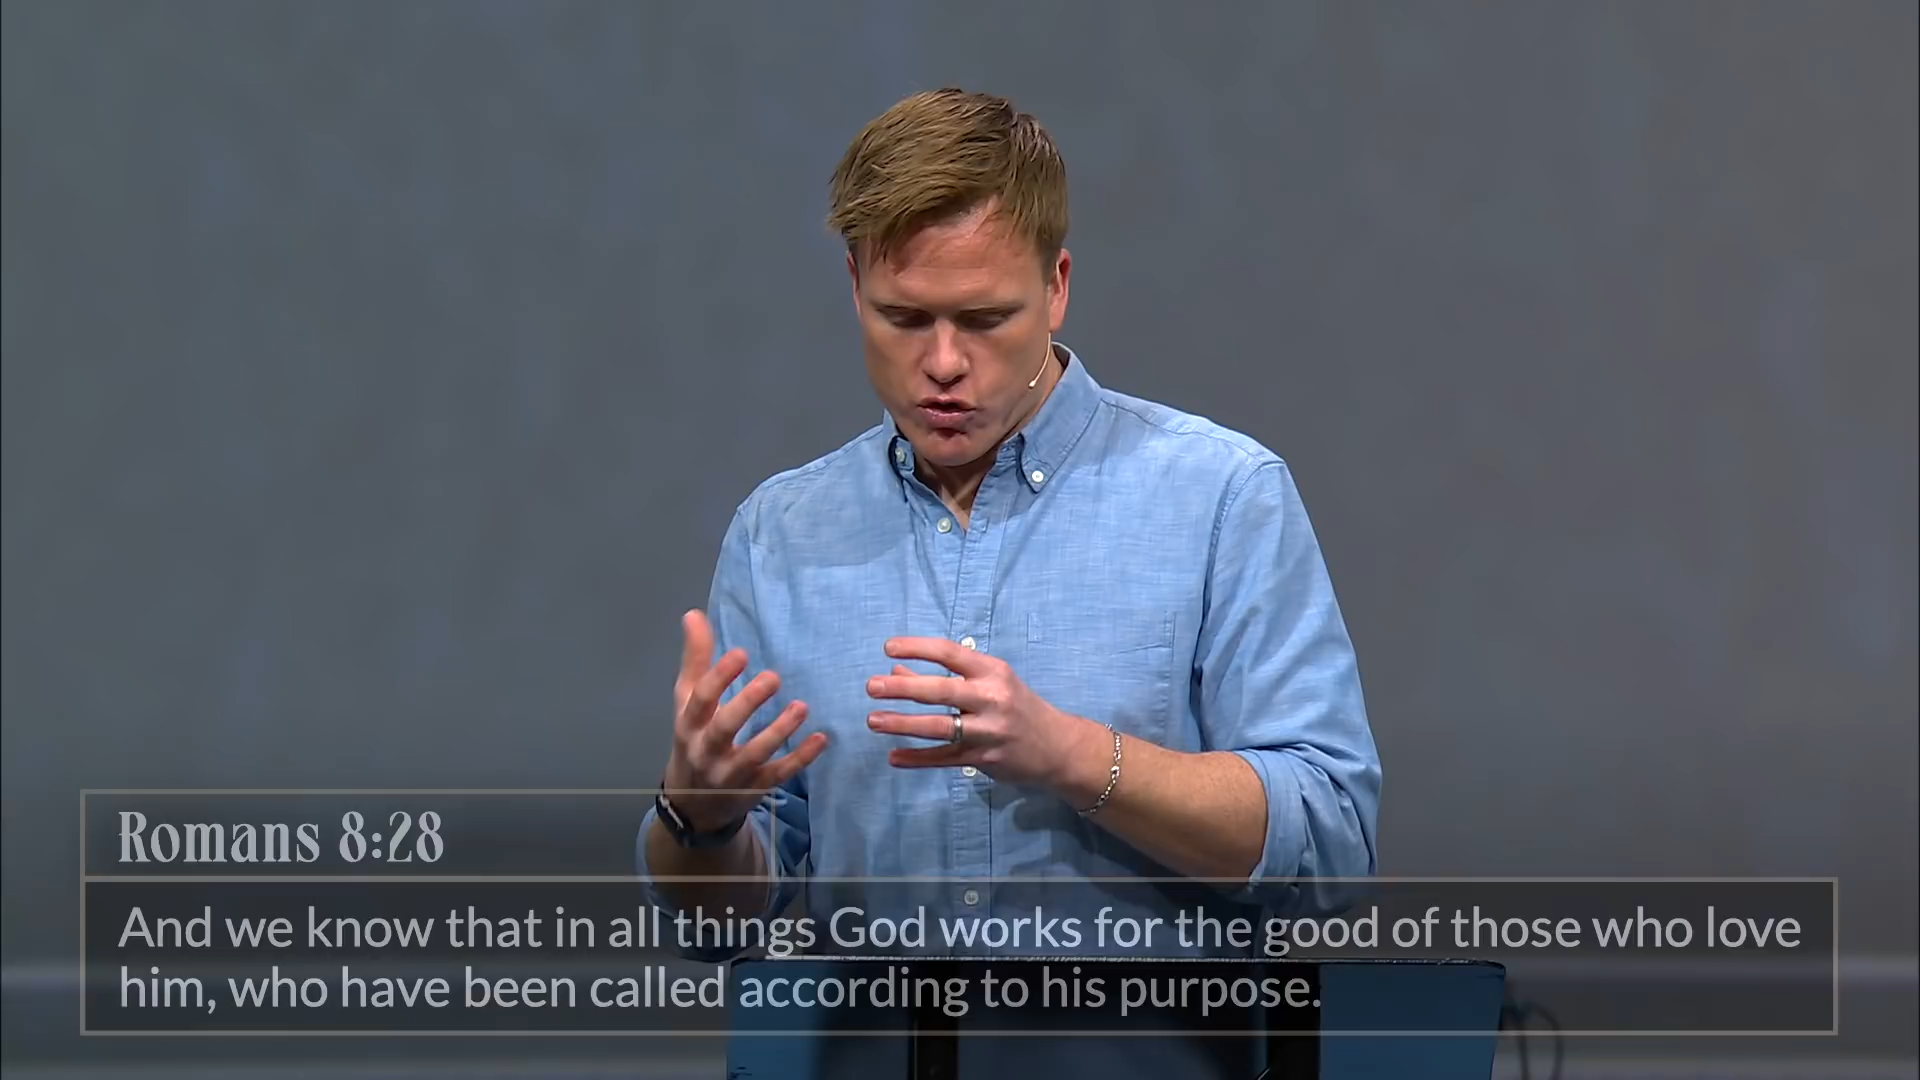 Romans 8:28
And we know that in all things God works for the good of those who love
him, who have been called according to his purpose.